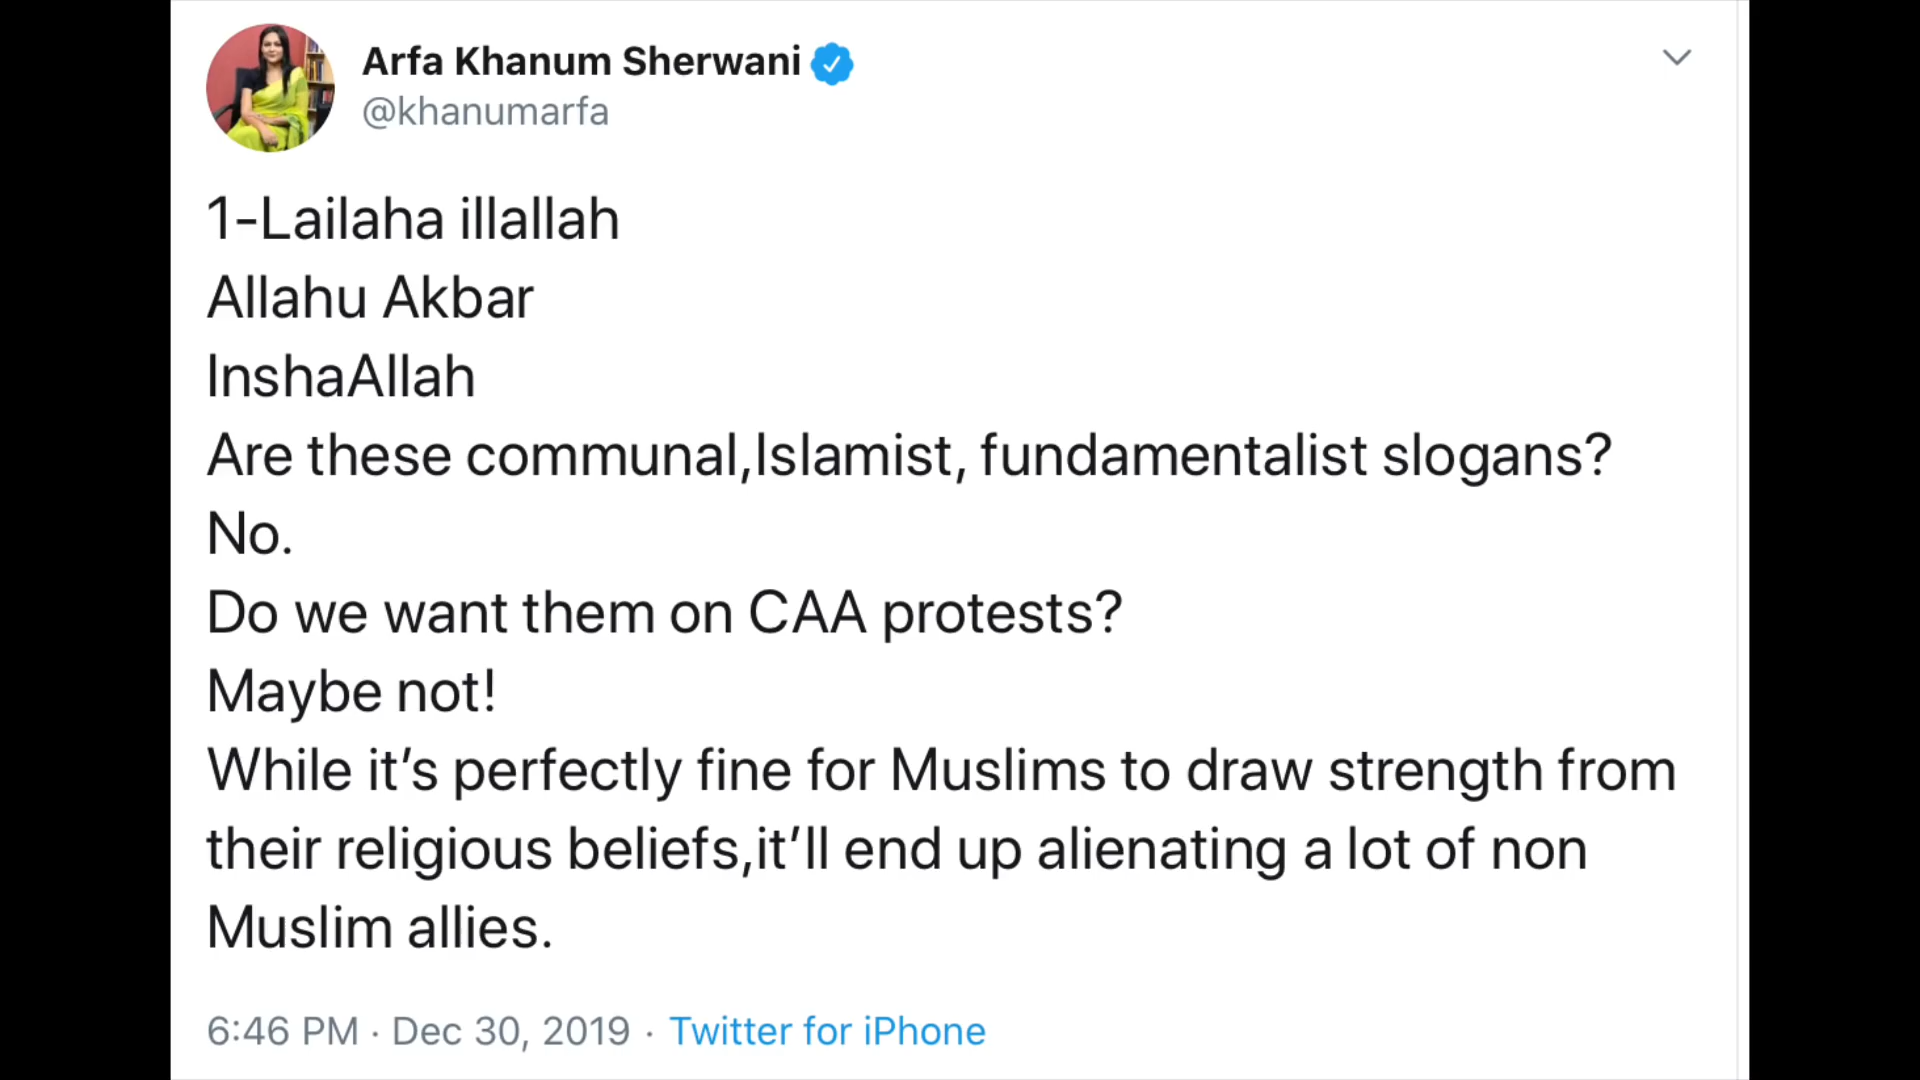 Arfa Khanum Sherwani
@khanumarfa
1-Lailaha illallah
Allahu Akbar
InshaAllah
Are these communal,Islamist, fundamentalist slogans?
No.
Do we want them on CAA protests?
Maybe not!
While it’s perfectly fine for Muslims to draw strength from
their religious beliefs,it’ll end up alienating a lot of non
Muslim allies.
6:46 PM · Dec 30, 2019 · Twitter for iPhone